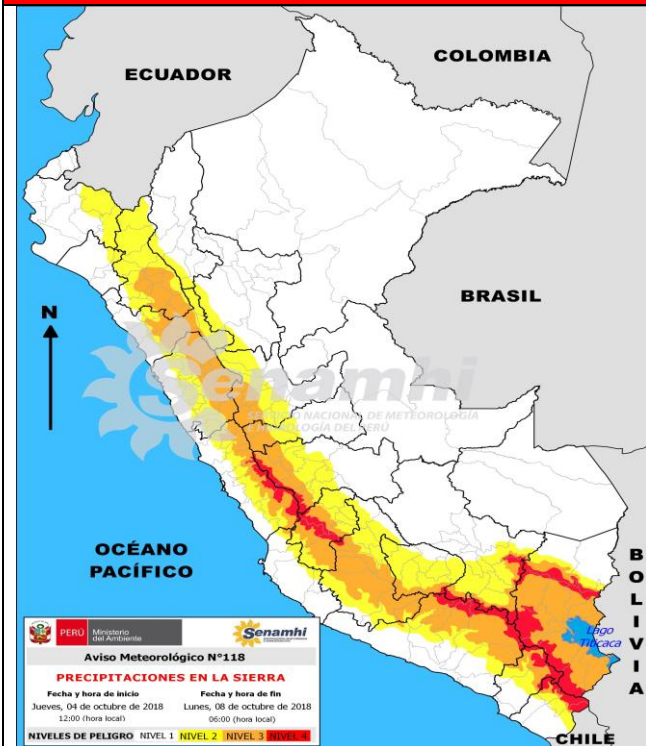 COLOMBIA
ECUADOR
BRASIL
N
Senamhi
SERVICIO NACIONAL DE METEOROLOGÍA
E HIDROLOGÍA DEL PERÚ
OCÉANO
PACÍFICO
BOLIVIA
Lago
Titicaca
CHILE
PERÚ Ministerio
del Ambiente
Senamhi
Aviso Meteorológico N°118
PRECIPITACIONES EN LA SIERRA
Fecha y hora de inicio
Jueves, 04 de octubre de 2018
12:00 (hora local)
Fecha y hora de fin
Lunes, 08 de octubre de 2018
06:00 (hora local)
NIVELES DE PELIGRO NIVEL 1 NIVEL 2 NIVEL 3 NIVEL 4